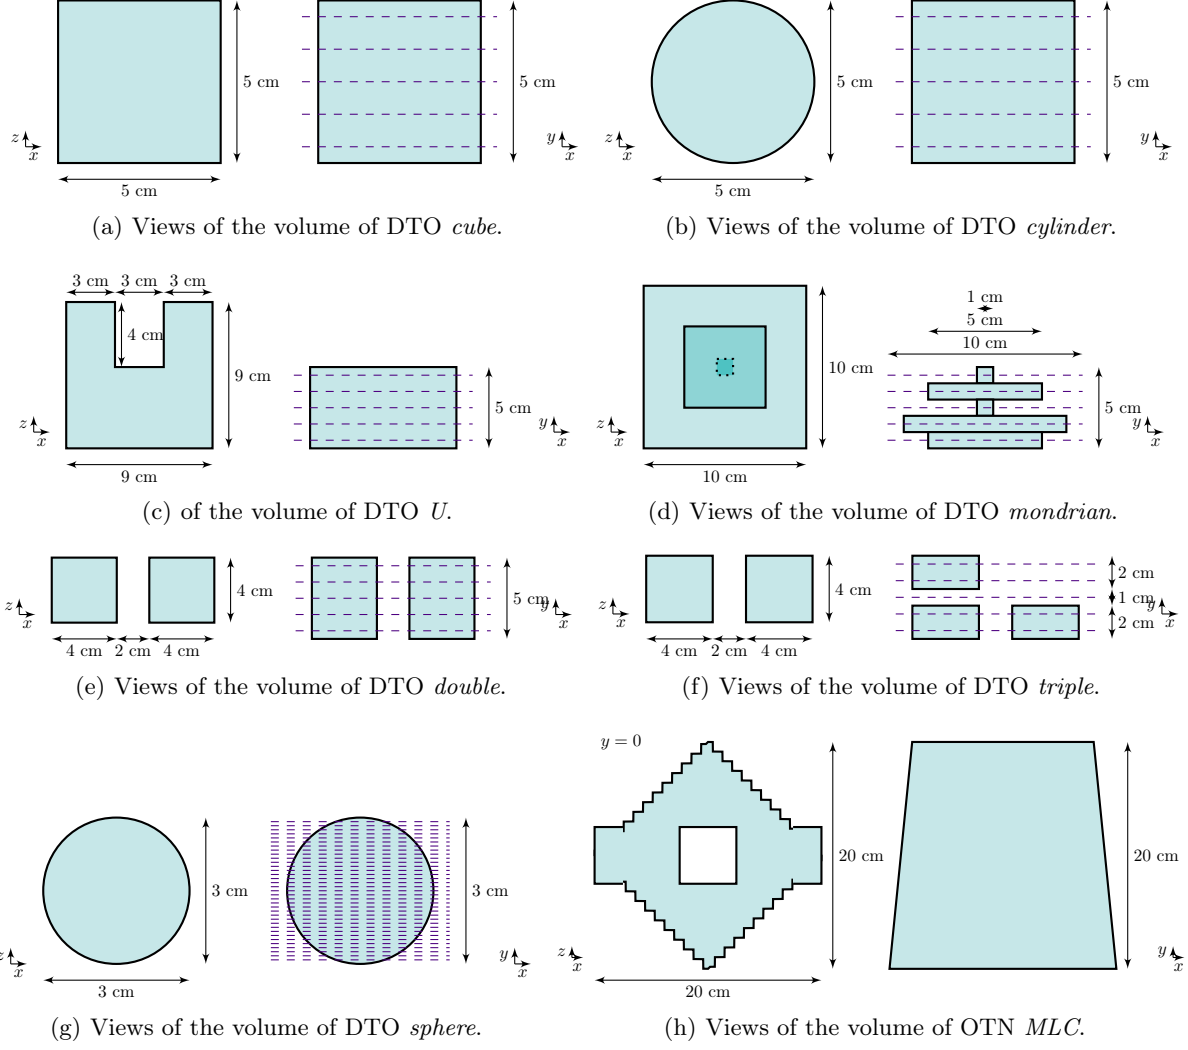 5 cm
5 cm
5 cm
5 cm
z
x
y
x
z
x
y
x
5 cm
5 cm
(a) Views of the volume of DTO cube.
(b) Views of the volume of DTO cylinder.
3 cm 3 cm 3 cm
4 cm
9 cm
5 cm
z
x
y
x
9 cm
1 cm
5 cm
10 cm
10 cm
5 cm
z
x
y
x
10 cm
(c) of the volume of DTO U.
(d) Views of the volume of DTO mondrian.
4 cm
5 cm
z
x
y
x
4 cm 2 cm 4 cm
4 cm
2 cm
1 cm
2 cm
z
x
y
x
4 cm 2 cm 4 cm
(e) Views of the volume of DTO double.
(f) Views of the volume of DTO triple.
3 cm
3 cm
z
x
y
x
3 cm
y = 0
20 cm
20 cm
z
x
y
x
20 cm
(g) Views of the volume of DTO sphere.
(h) Views of the volume of OTN MLC.